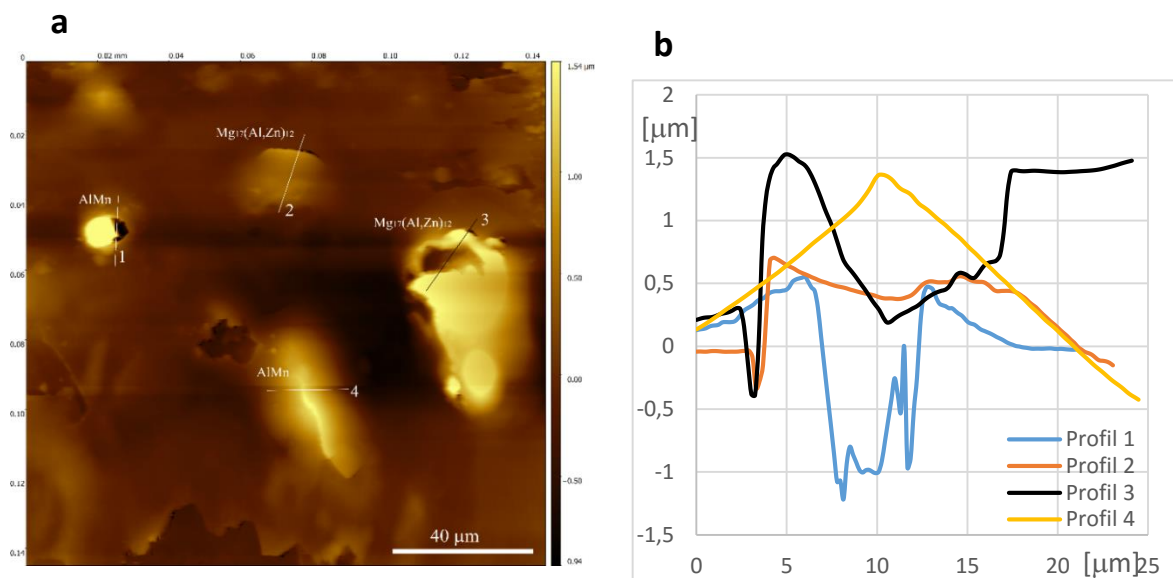 a
0
0.02 mm
0.04
0.06
0.08
0.10
0.12
0.14
0.02
0.04
0.06
0.08
0.10
0.12
0.14
Mg₁₇(Al,Zn)₁₂
2
AlMn
1
Mg₁₇(Al,Zn)₁₂
3
AlMn
4
40 μm
1.54 μm
1.00
0.50
0.00
-0.50
0.94
b
[μm]
2
1,5
1
0,5
0
-0,5
-1
-1,5
0
5
10
15
20
[μm]
25
Profil 1
Profil 2
Profil 3
Profil 4